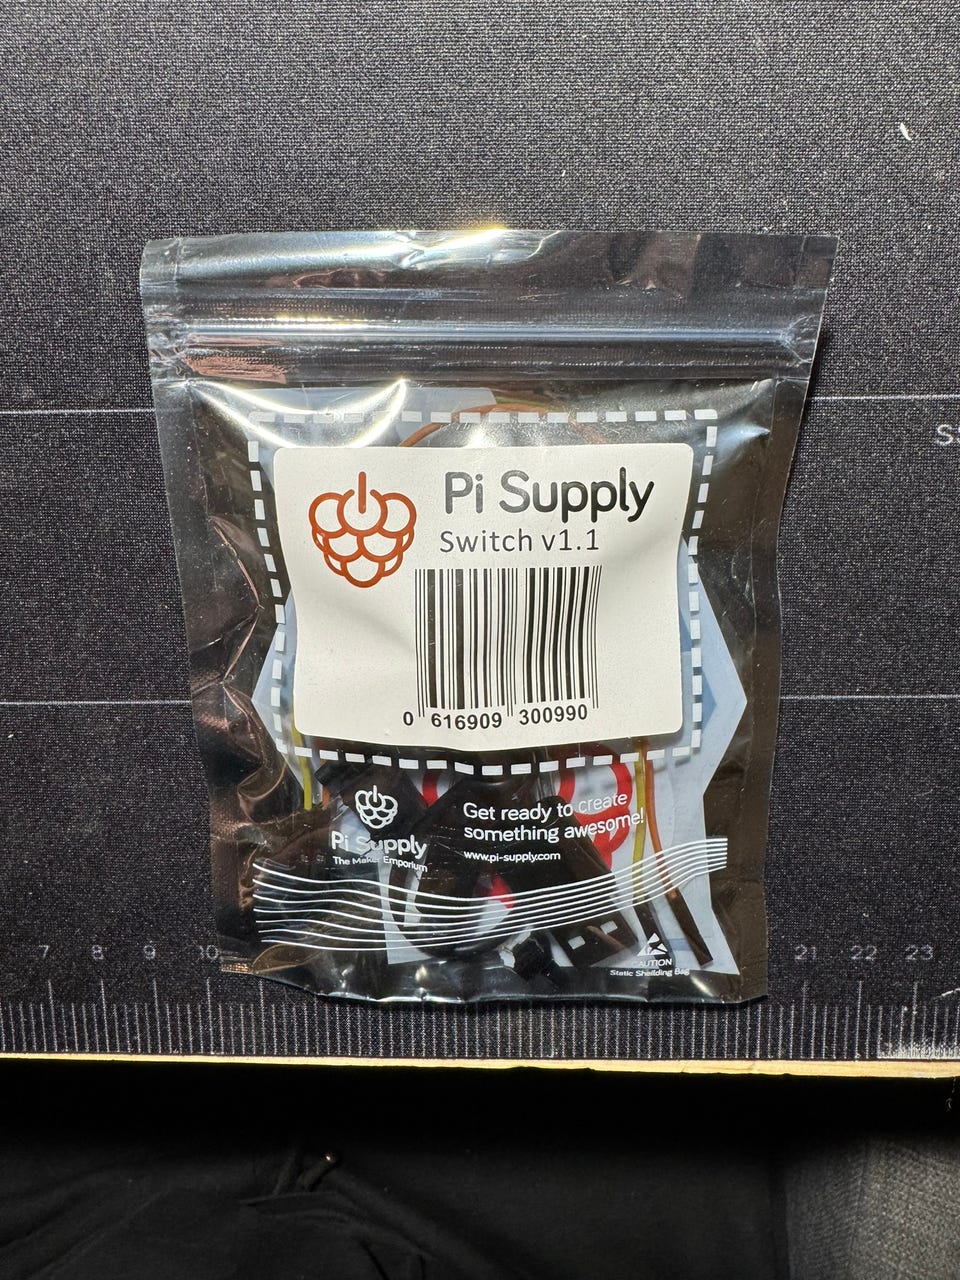 S
Pi Supply
Switch v1.1
0 616909 300990
Get ready to create
something awesome!
www.pi-supply.com
Pi Supply
The Maker Emporium
CAUTION
Static Sheilding Bag
7 8 9 10 21 22 23